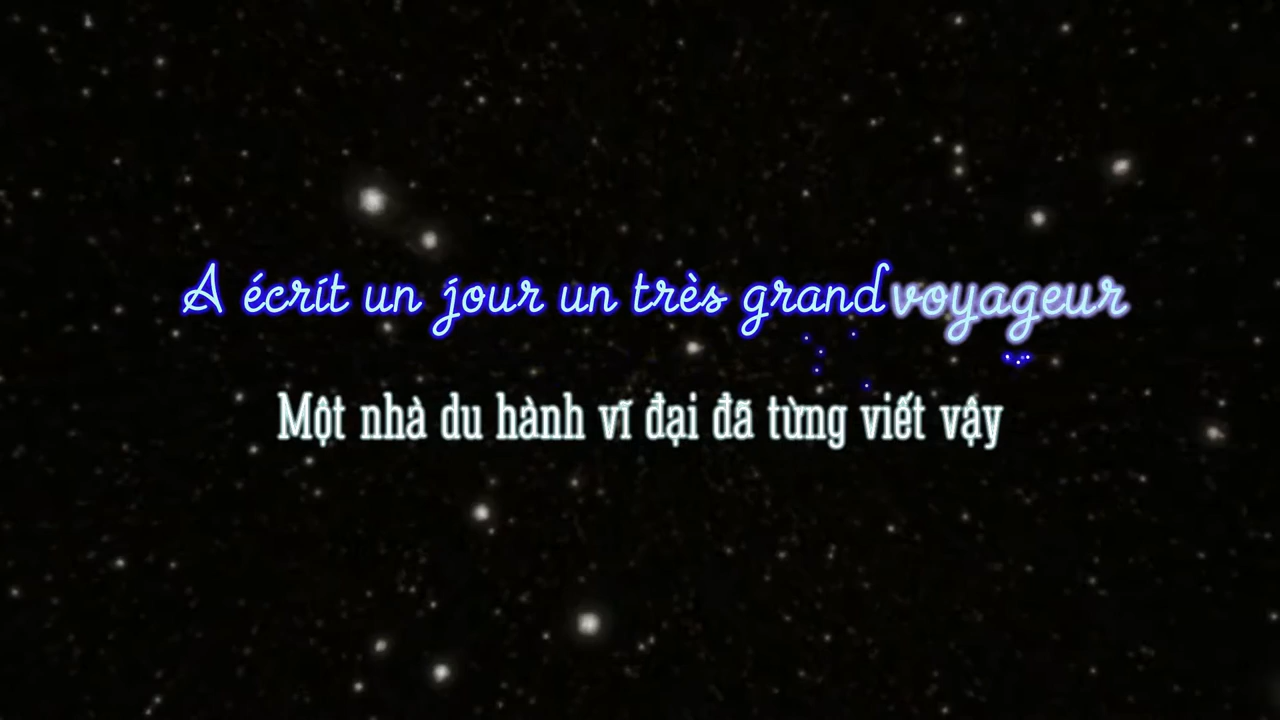 A écrit un jour un très grand voyageur
Một nhà du hành vĩ đại đã từng viết vậy